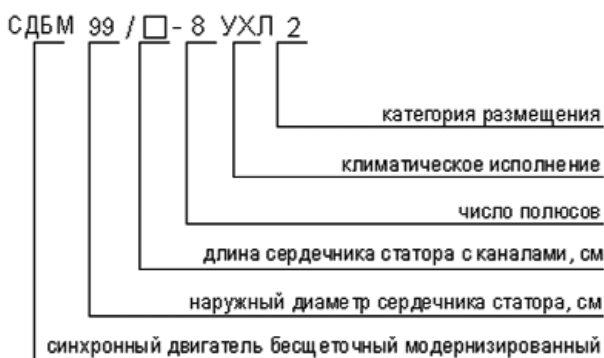 СДБМ 99 / □ - 8 УХЛ 2
категория размещения
климатическое исполнение
число полюсов
длина сердечника статора с каналами, см
наружный диаметр сердечника статора, см
синхронный двигатель бесщеточный модернизированный